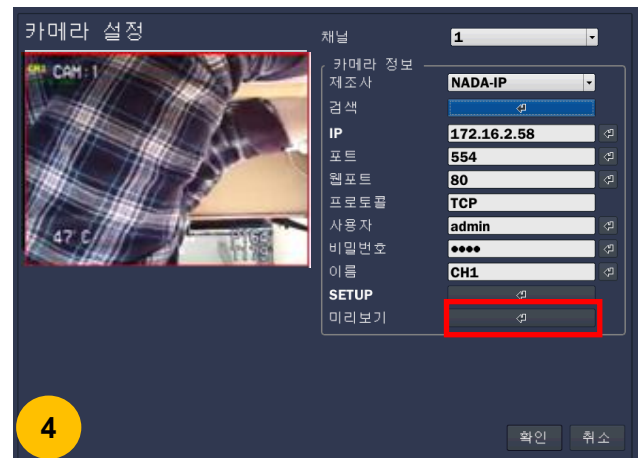 카메라 설정
CAM:1
47 C
채널 1
카메라 정보
제조사 NADA-IP
검색
IP 172.16.2.58
포트 554
웹포트 80
프로토콜 TCP
사용자 admin
비밀번호 ●●●●
이름 CH1
SETUP
미리보기
4
확인 취소